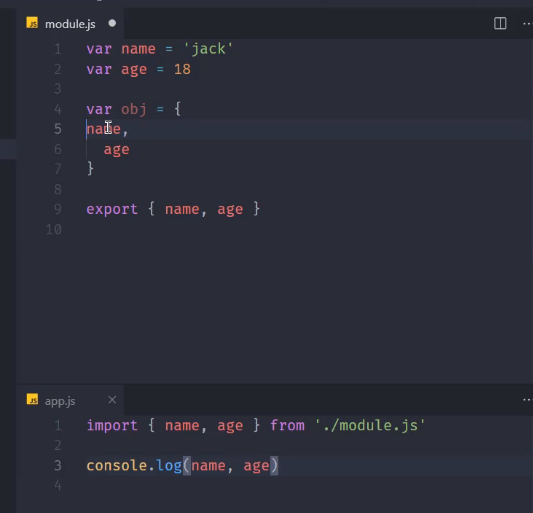 JS module.js
1 var name = 'jack'
2 var age = 18
3
4 var obj = {
5 name,
6 age
7 }
8
9 export { name, age }
10
JS app.js
1 import { name, age } from './module.js'
2
3 console.log(name, age)
4